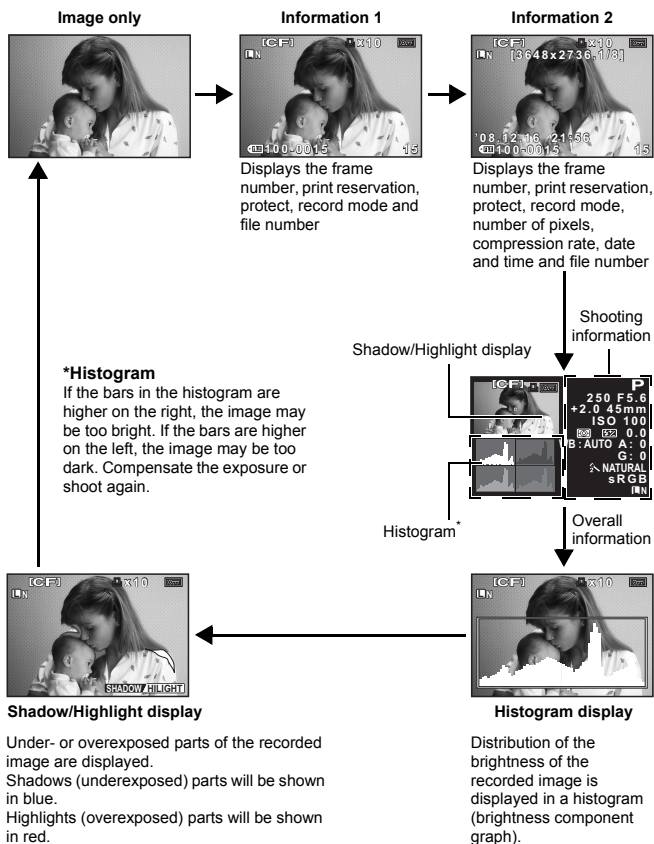 Image only
Information 1
Information 2
[CF] x10
LN
100-0015 15
[CF] x10
LN [3648x2736,1/8]
'08.12.16 21:56
100-0015 15
Displays the frame
number, print reservation,
protect, record mode and
file number
Displays the frame
number, print reservation,
protect, record mode,
number of pixels,
compression rate, date
and time and file number
Shooting
information
Shadow/Highlight display
*Histogram
If the bars in the histogram are
higher on the right, the image may
be too bright. If the bars are higher
on the left, the image may be too
dark. Compensate the exposure or
shoot again.
[CF]
P
250 F5.6
+2.0 45mm
ISO 100
0.0
B:AUTO A: 0
G: 0
NATURAL
sRGB
LN
Histogram*
Overall
information
[CF] x10
LN
SHADOW/HILIGHT
[CF] x10
LN
Shadow/Highlight display
Histogram display
Under- or overexposed parts of the recorded
image are displayed.
Shadows (underexposed) parts will be shown
in blue.
Highlights (overexposed) parts will be shown
in red.
Distribution of the
brightness of the
recorded image is
displayed in a histogram
(brightness component
graph).